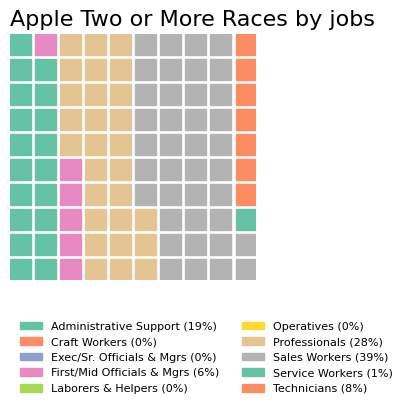 Apple Two or More Races by jobs
Administrative Support (19%)
Craft Workers (0%)
Exec/Sr. Officials & Mgrs (0%)
First/Mid Officials & Mgrs (6%)
Laborers & Helpers (0%)
Operatives (0%)
Professionals (28%)
Sales Workers (39%)
Service Workers (1%)
Technicians (8%)